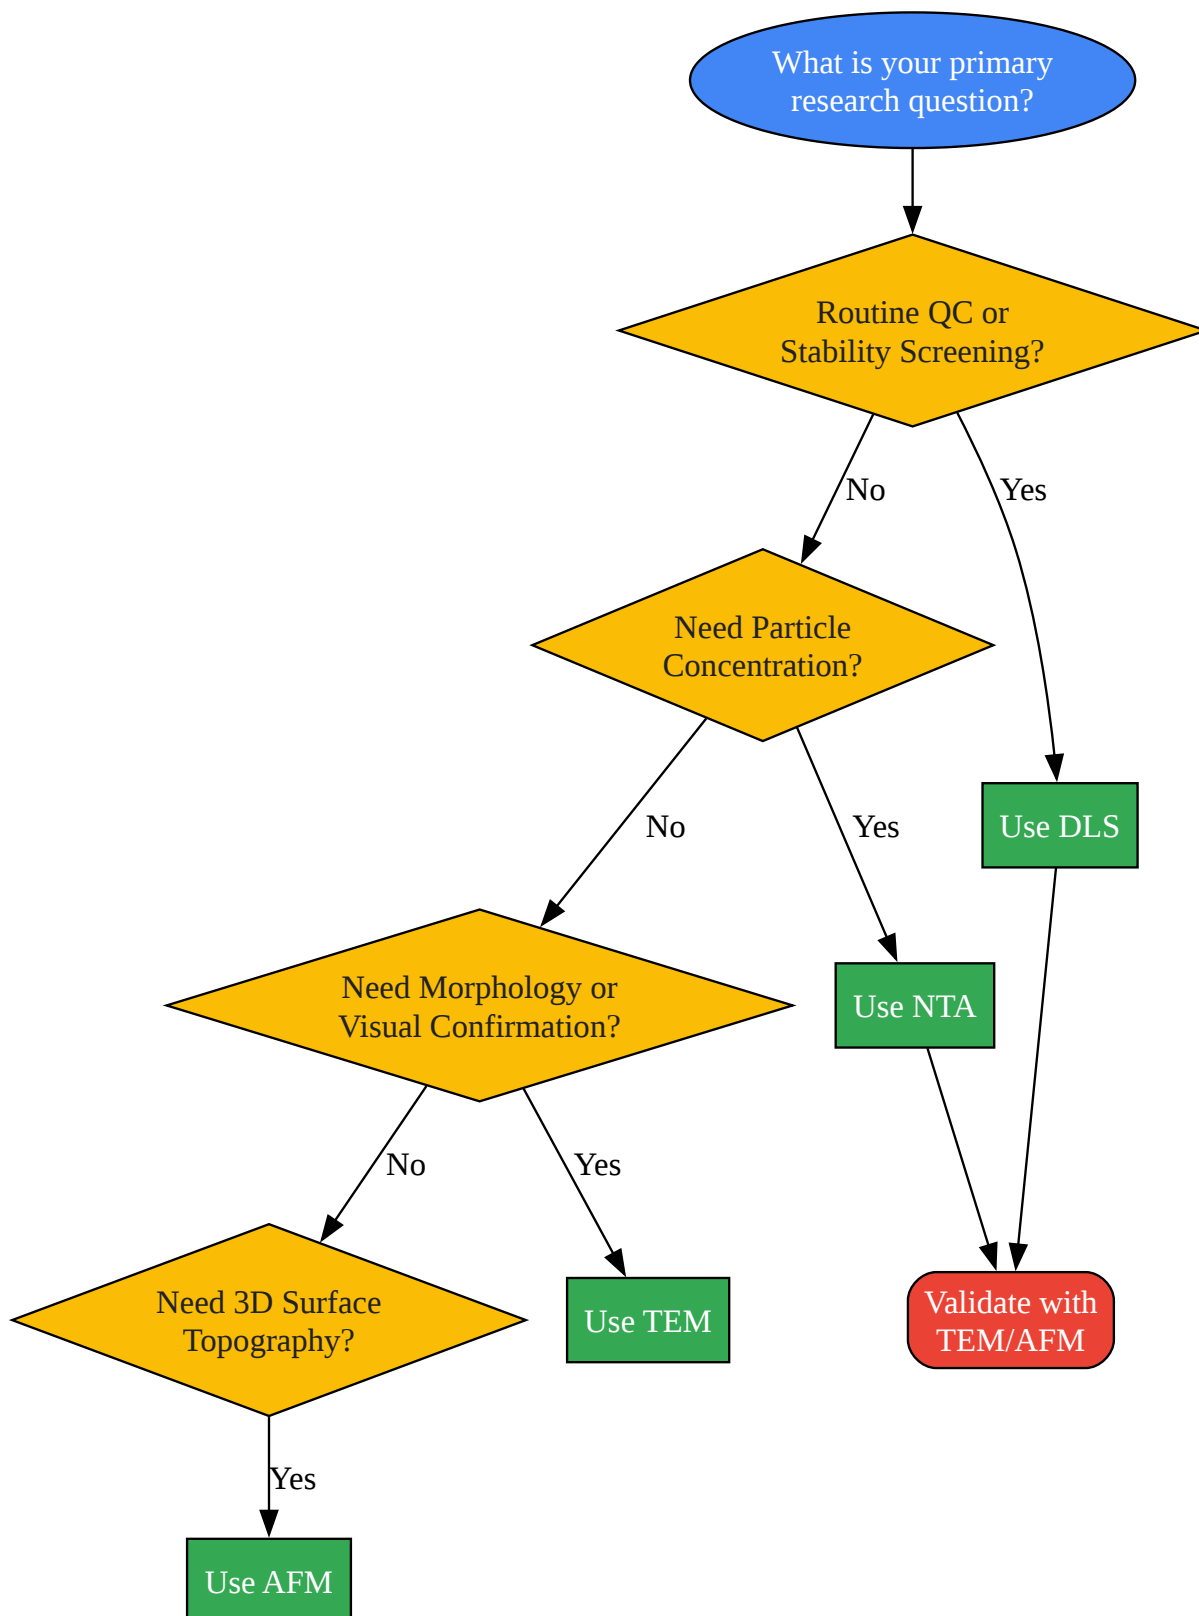 What is your primary
research question?
Routine QC or
Stability Screening?
No
Yes
Need Particle
Concentration?
No
Yes
Use DLS
Need Morphology or
Visual Confirmation?
Use NTA
No
Yes
Need 3D Surface
Topography?
Use TEM
Validate with
TEM/AFM
Yes
Use AFM